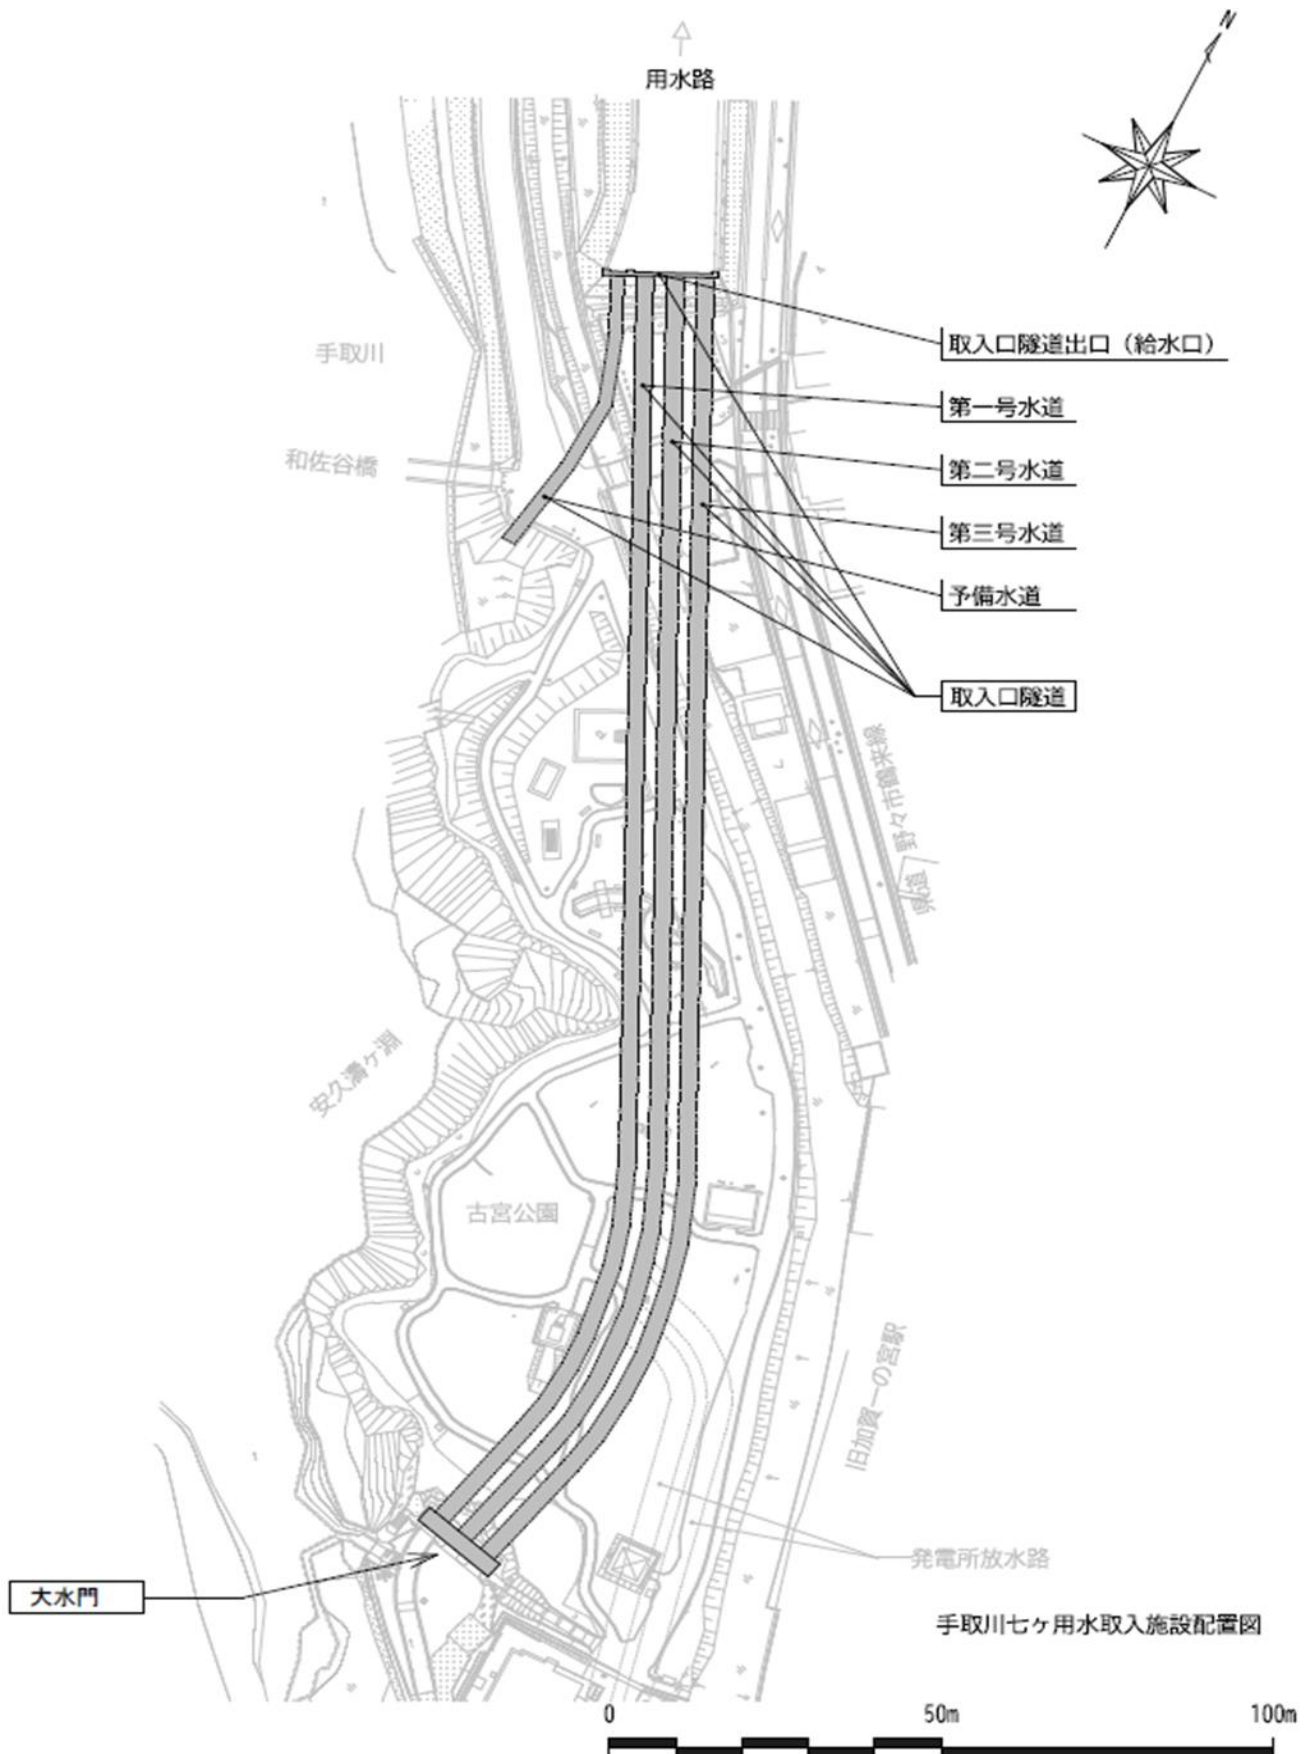 N
用水路
手取川
取入口隧道出口（給水口）
第一号水道
和佐谷橋
第二号水道
第三号水道
予備水道
取入口隧道
県道 野々市鶴来線
安久濤ヶ淵
古宮公園
旧加賀一の宮駅
発電所放水路
大水門
手取川七ヶ用水取入施設配置図
0 50m 100m